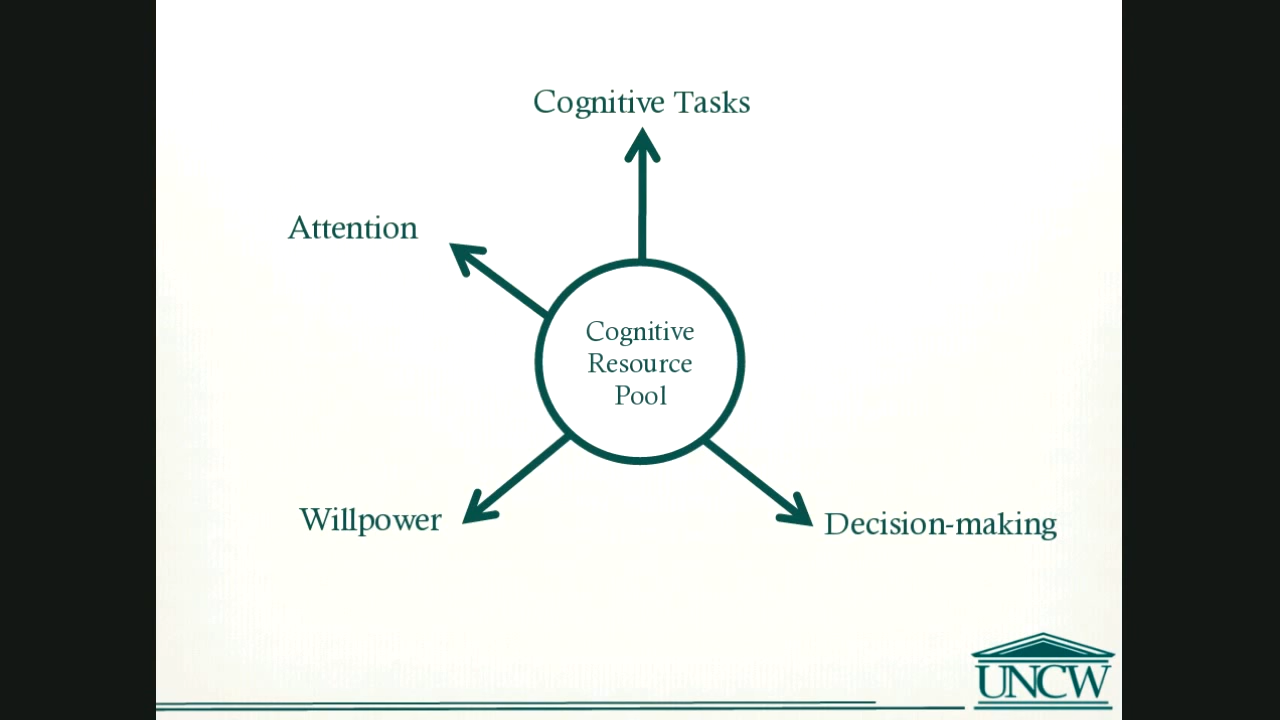 Cognitive Tasks
Attention
Cognitive
Resource
Pool
Willpower
Decision-making
UNCW